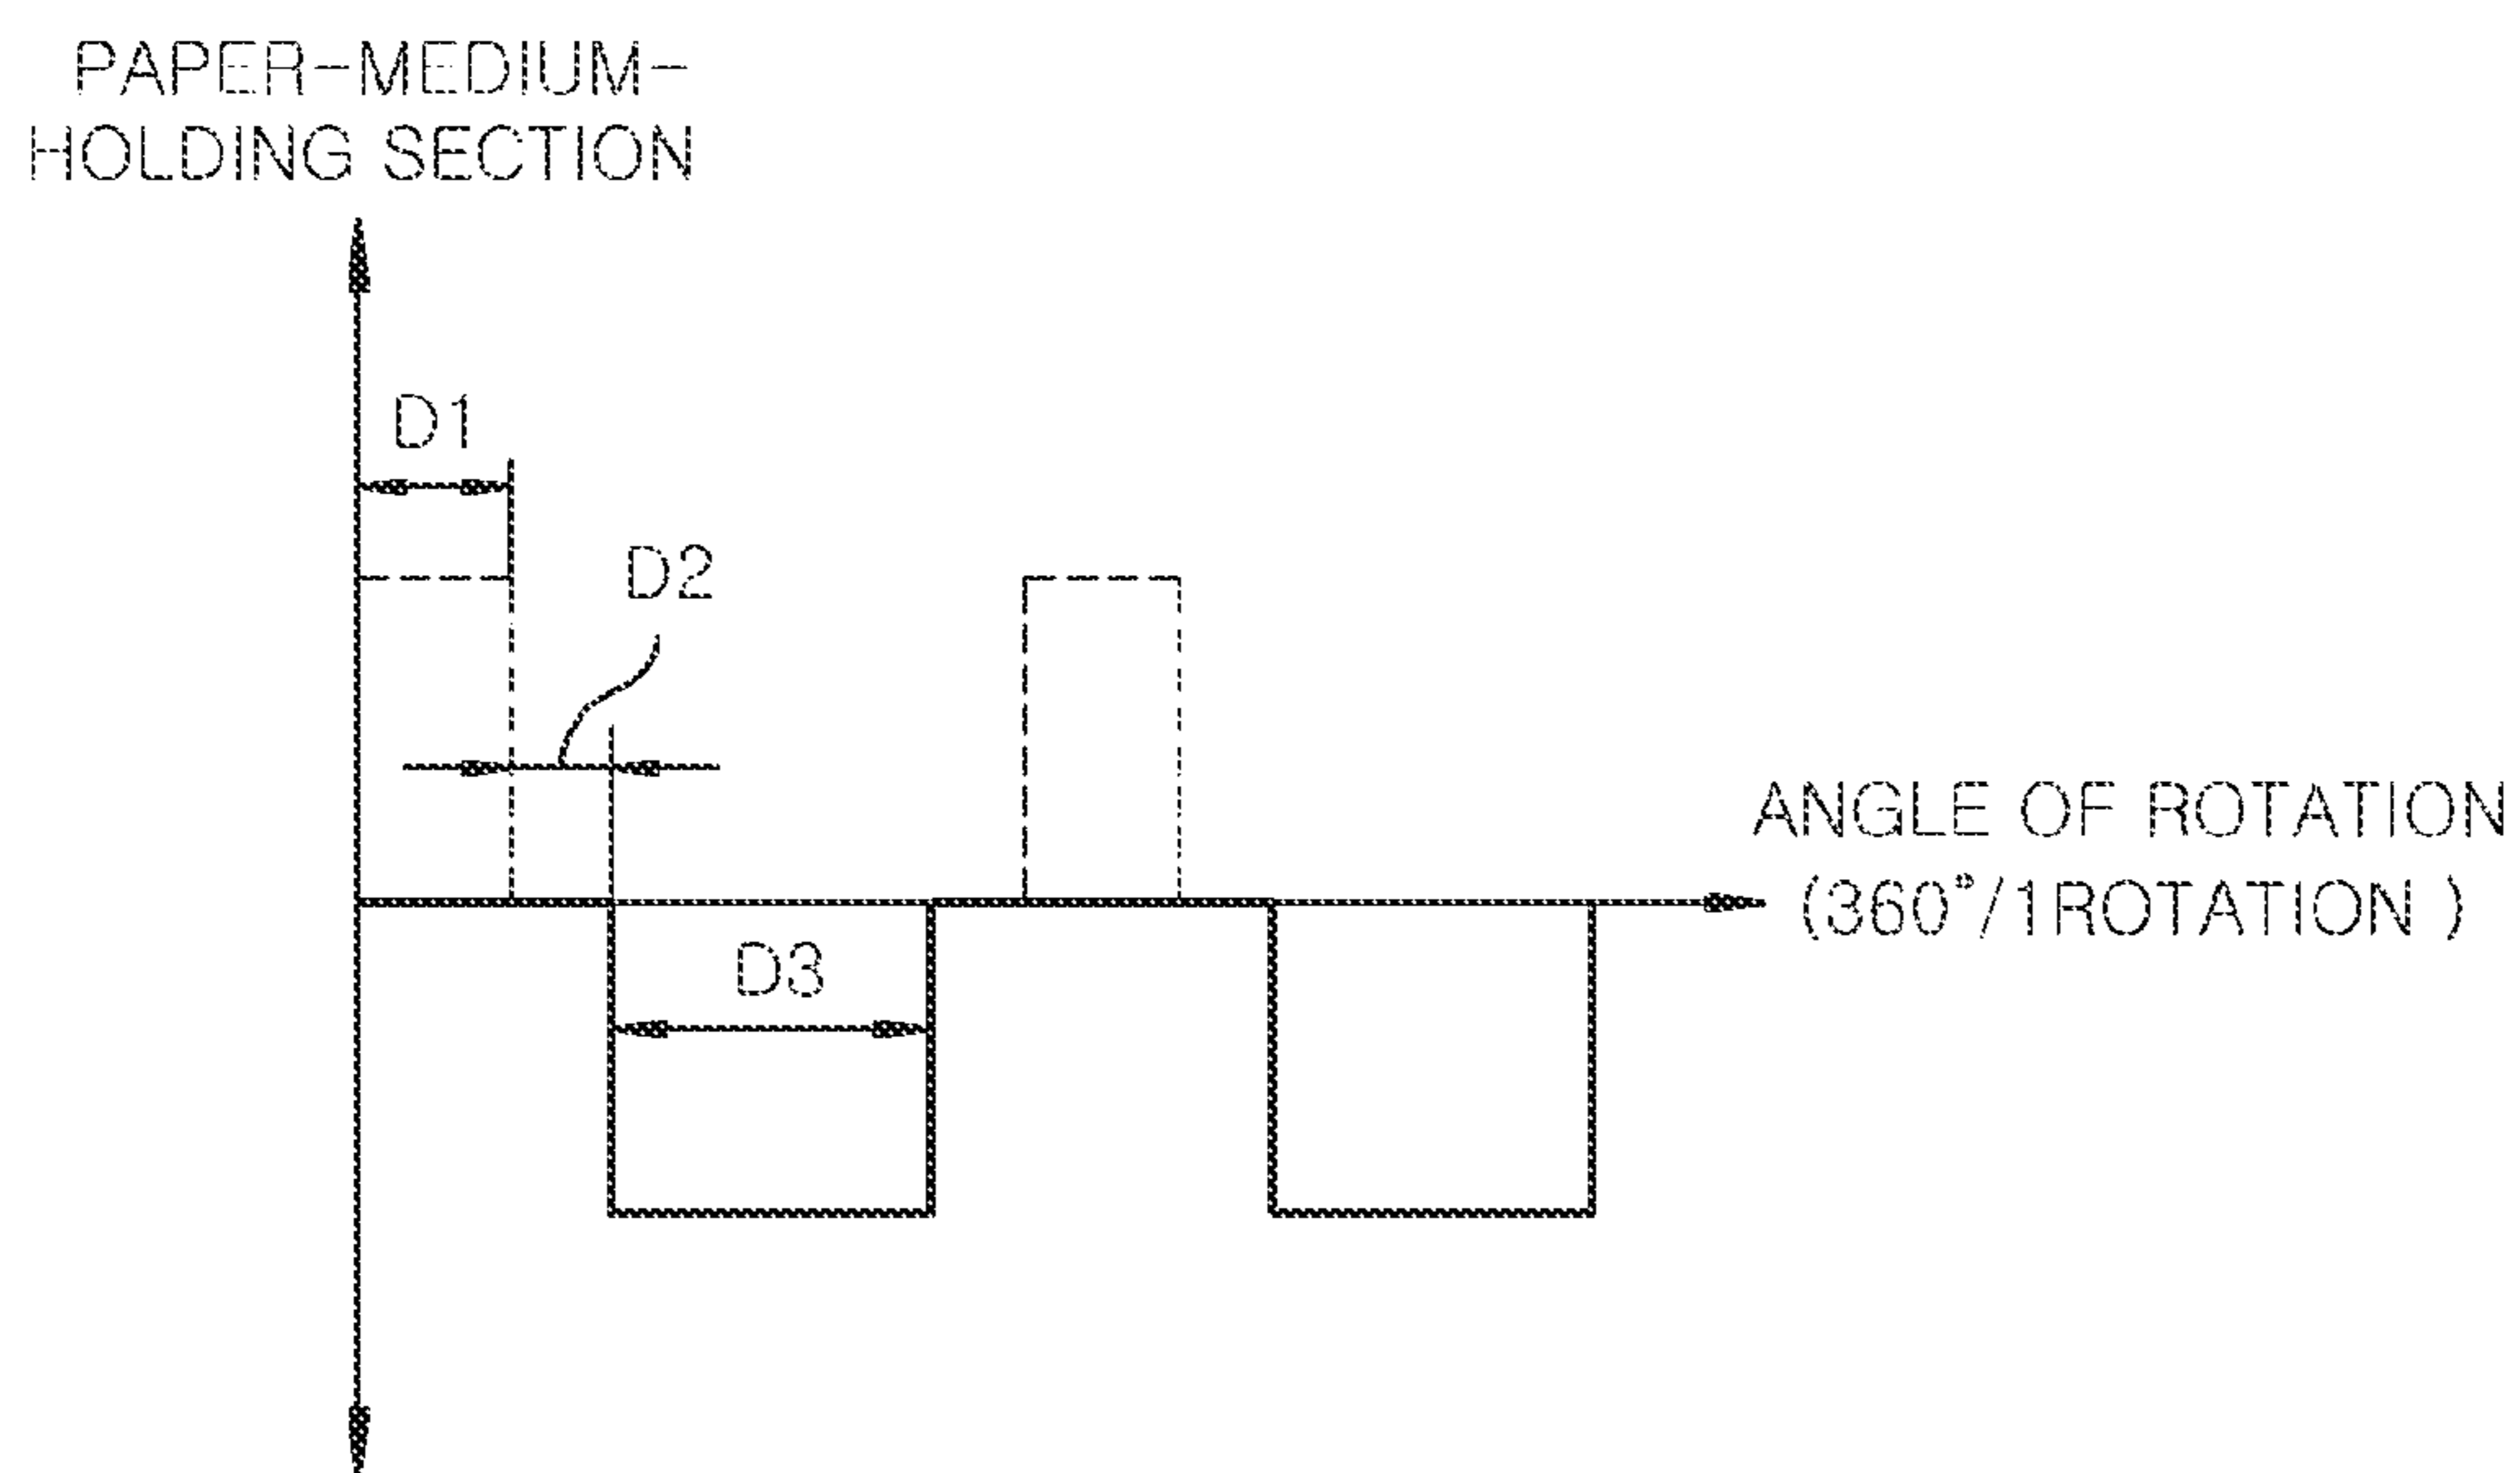 PAPER-MEDIUM-
HOLDING SECTION
D1
D2
ANGLE OF ROTATION
(360°/1ROTATION )
D3